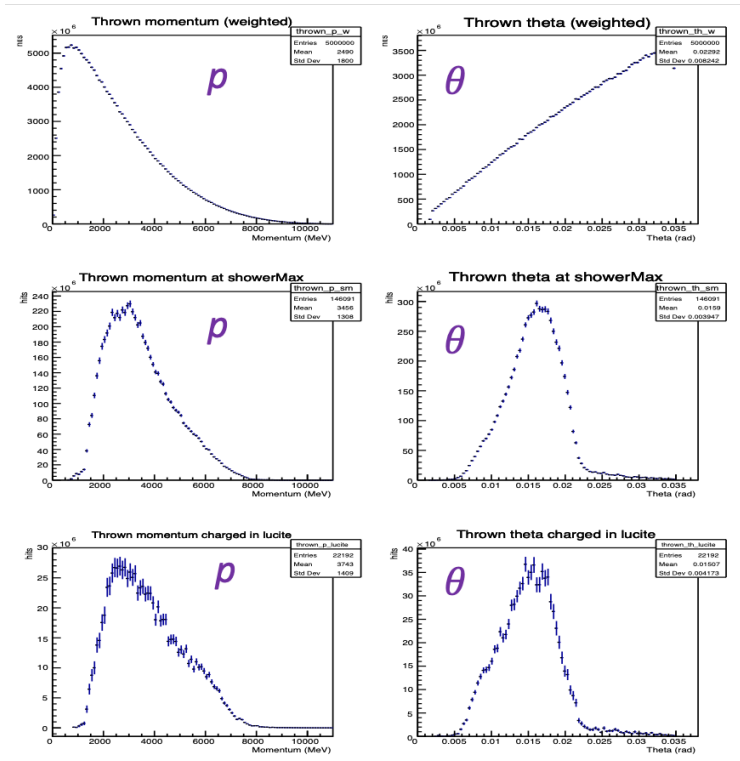 Thrown momentum (weighted)
× 10⁶
thrown_p_w
Entries 5000000
Mean 2490
Std Dev 1800
p
5000
4000
3000
2000
1000
0
0 2000 4000 6000 8000 10000
Momentum (MeV)
Thrown theta (weighted)
× 10⁶
thrown_th_w
Entries 5000000
Mean 0.02292
Std Dev 0.008242
θ
3500
3000
2500
2000
1500
1000
500
0
0 0.005 0.01 0.015 0.02 0.025 0.03 0.035
Theta (rad)
Thrown momentum at showerMax
× 10⁶
hits
thrown_p_sm
Entries 146091
Mean 3456
Std Dev 1308
p
240
220
200
180
160
140
120
100
80
60
40
20
0
0 2000 4000 6000 8000 10000
Momentum (MeV)
Thrown theta at showerMax
× 10⁶
hits
thrown_th_sm
Entries 146091
Mean 0.0159
Std Dev 0.003947
θ
300
250
200
150
100
50
0
0 0.005 0.01 0.015 0.02 0.025 0.03 0.035
Theta (rad)
Thrown momentum charged in lucite
× 10⁶
hits
thrown_p_lucite
Entries 22192
Mean 3743
Std Dev 1409
p
30
25
20
15
10
5
0
0 2000 4000 6000 8000 10000
Momentum (MeV)
Thrown theta charged in lucite
× 10⁶
hits
thrown_th_lucite
Entries 22192
Mean 0.01507
Std Dev 0.004173
θ
40
35
30
25
20
15
10
5
0
0 0.005 0.01 0.015 0.02 0.025 0.03 0.035
Theta (rad)